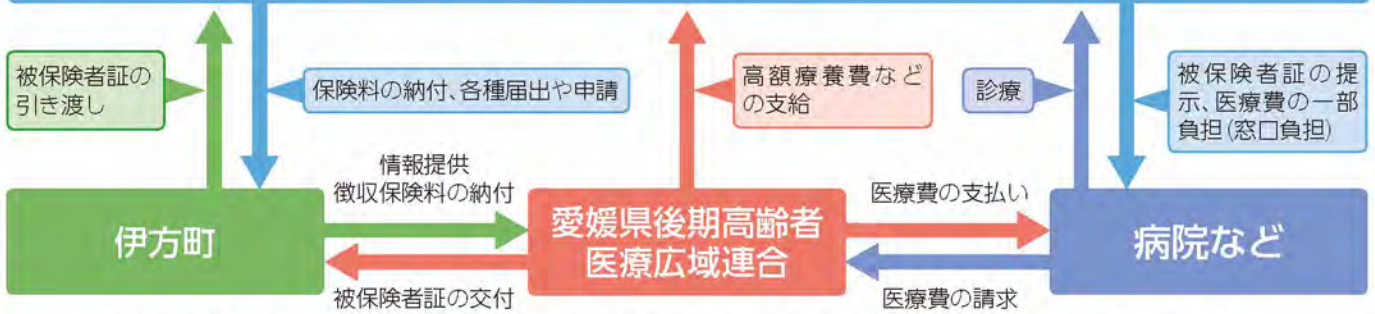 被保険者証の
引き渡し
保険料の納付、各種届出や申請
高額療養費など
の支給
診療
被保険者証の提
示、医療費の一部
負担(窓口負担)
情報提供
徴収保険料の納付
医療費の支払い
伊方町
愛媛県後期高齢者
医療広域連合
病院など
被保険者証の交付
医療費の請求